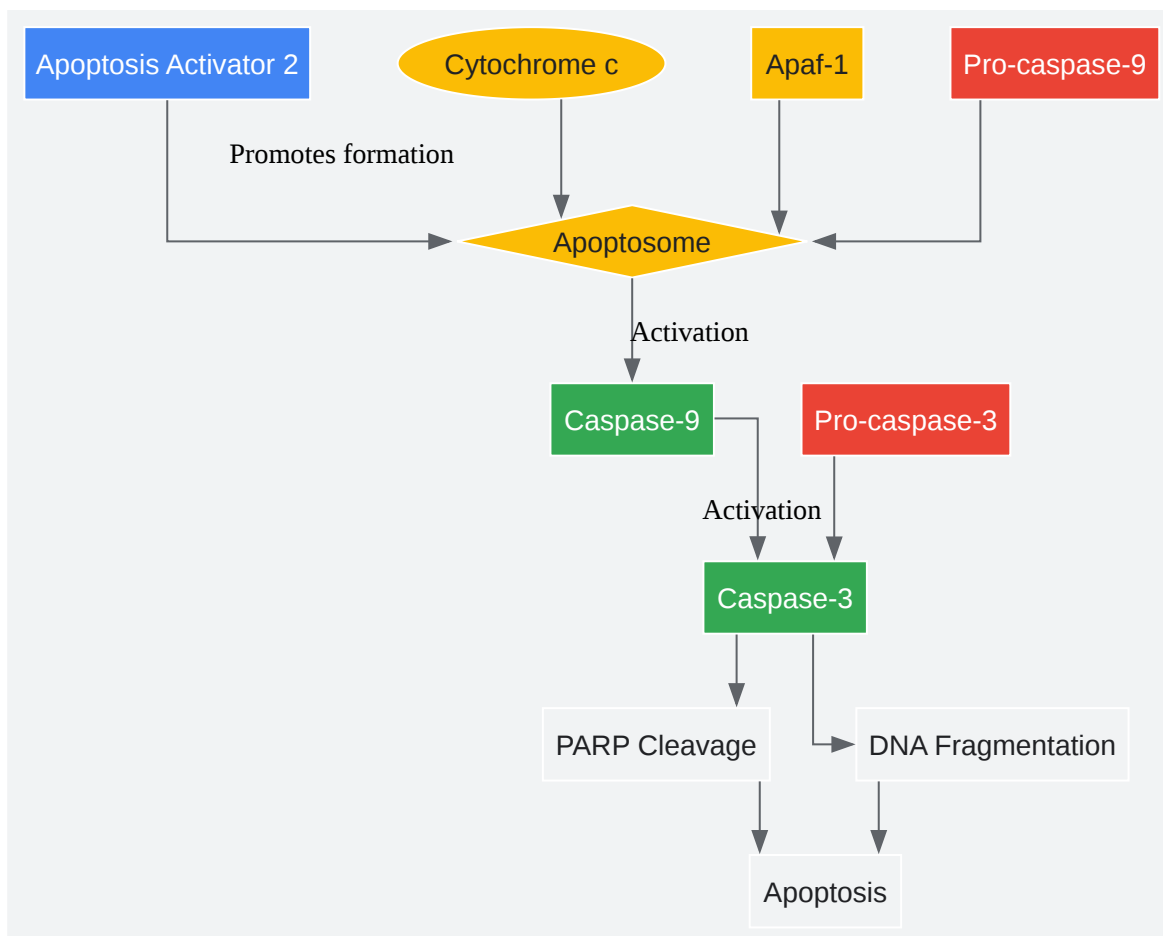 Apoptosis Activator 2
Cytochrome c
Apaf-1
Pro-caspase-9
Promotes formation
Apoptosome
Activation
Caspase-9
Pro-caspase-3
Activation
Caspase-3
PARP Cleavage
DNA Fragmentation
Apoptosis